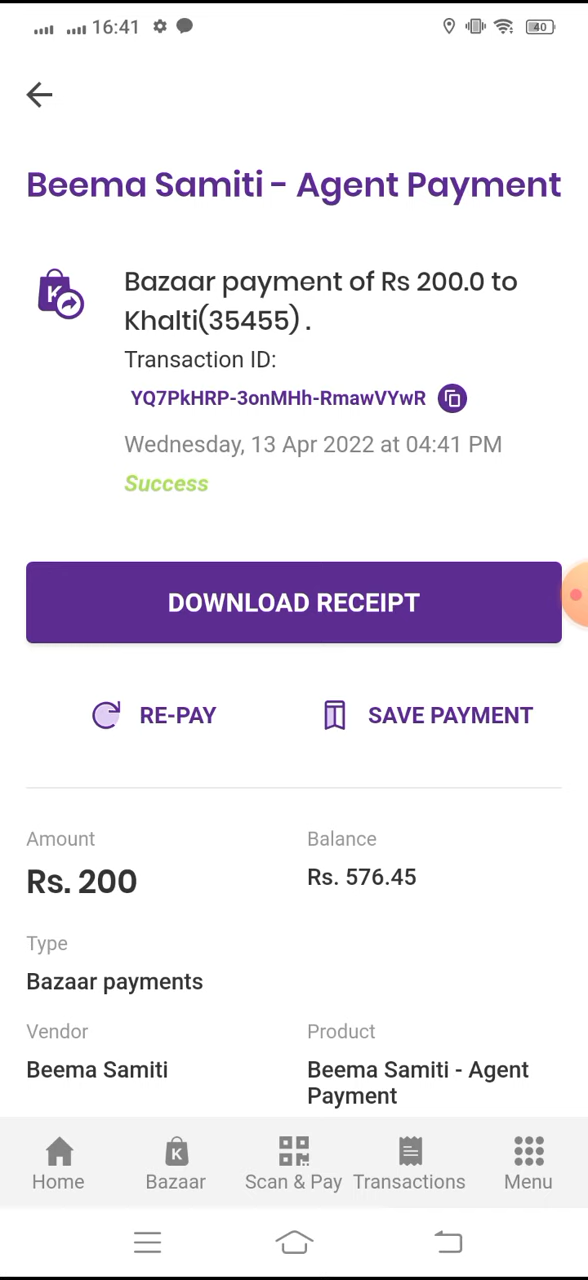 16:41
40
Beema Samiti - Agent Payment
K
Bazaar payment of Rs 200.0 to
Khalti(35455) .
Transaction ID:
YQ7PkHRP-3onMHh-RmawVYwR
Wednesday, 13 Apr 2022 at 04:41 PM
Success
DOWNLOAD RECEIPT
RE-PAY SAVE PAYMENT
Amount Balance
Rs. 200 Rs. 576.45
Type
Bazaar payments
Vendor Product
Beema Samiti Beema Samiti - Agent
Payment
K
Home Bazaar Scan & Pay Transactions Menu